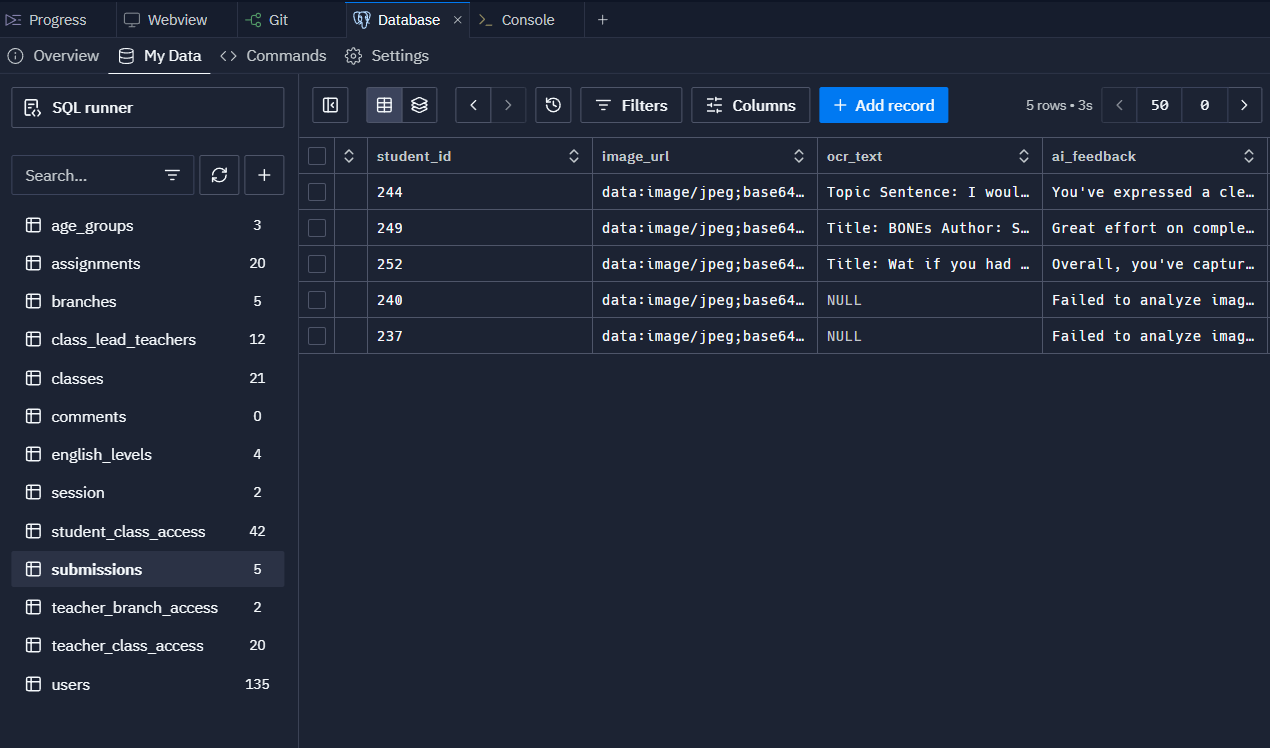 Progress Webview Git Database Console
Overview My Data Commands Settings
SQL runner
Filters Columns Add record 5 rows • 3s 50 0
Search...
age_groups 3
assignments 20
branches 5
class_lead_teachers 12
classes 21
comments 0
english_levels 4
session 2
student_class_access 42
submissions 5
teacher_branch_access 2
teacher_class_access 20
users 135
student_id image_url ocr_text ai_feedback
244 data:image/jpeg;base64… Topic Sentence: I woul… You've expressed a cle…
249 data:image/jpeg;base64… Title: BONEs Author: S… Great effort on comple…
252 data:image/jpeg;base64… Title: Wat if you had … Overall, you've captur…
240 data:image/jpeg;base64… NULL Failed to analyze imag…
237 data:image/jpeg;base64… NULL Failed to analyze imag…